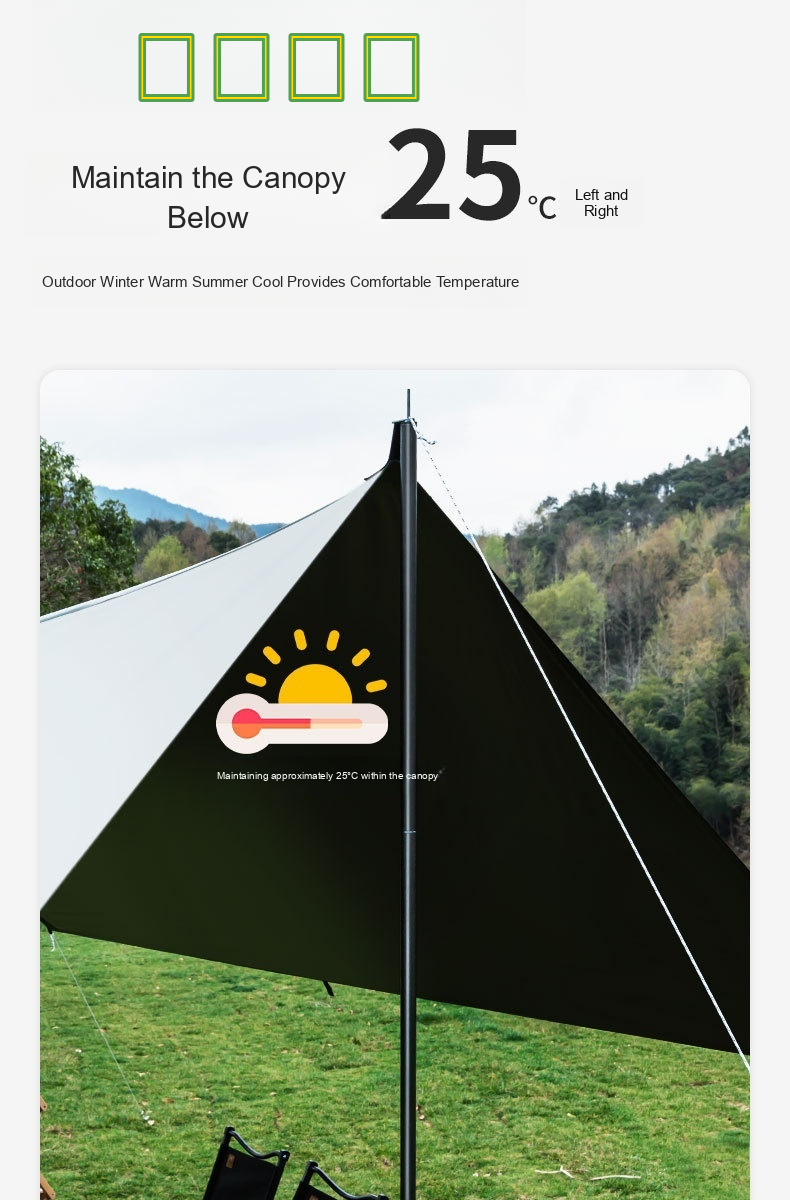 Maintain the Canopy
Below
25
°C
Left and
Right
Outdoor Winter Warm Summer Cool Provides Comfortable Temperature
Maintaining approximately 25°C within the canopy